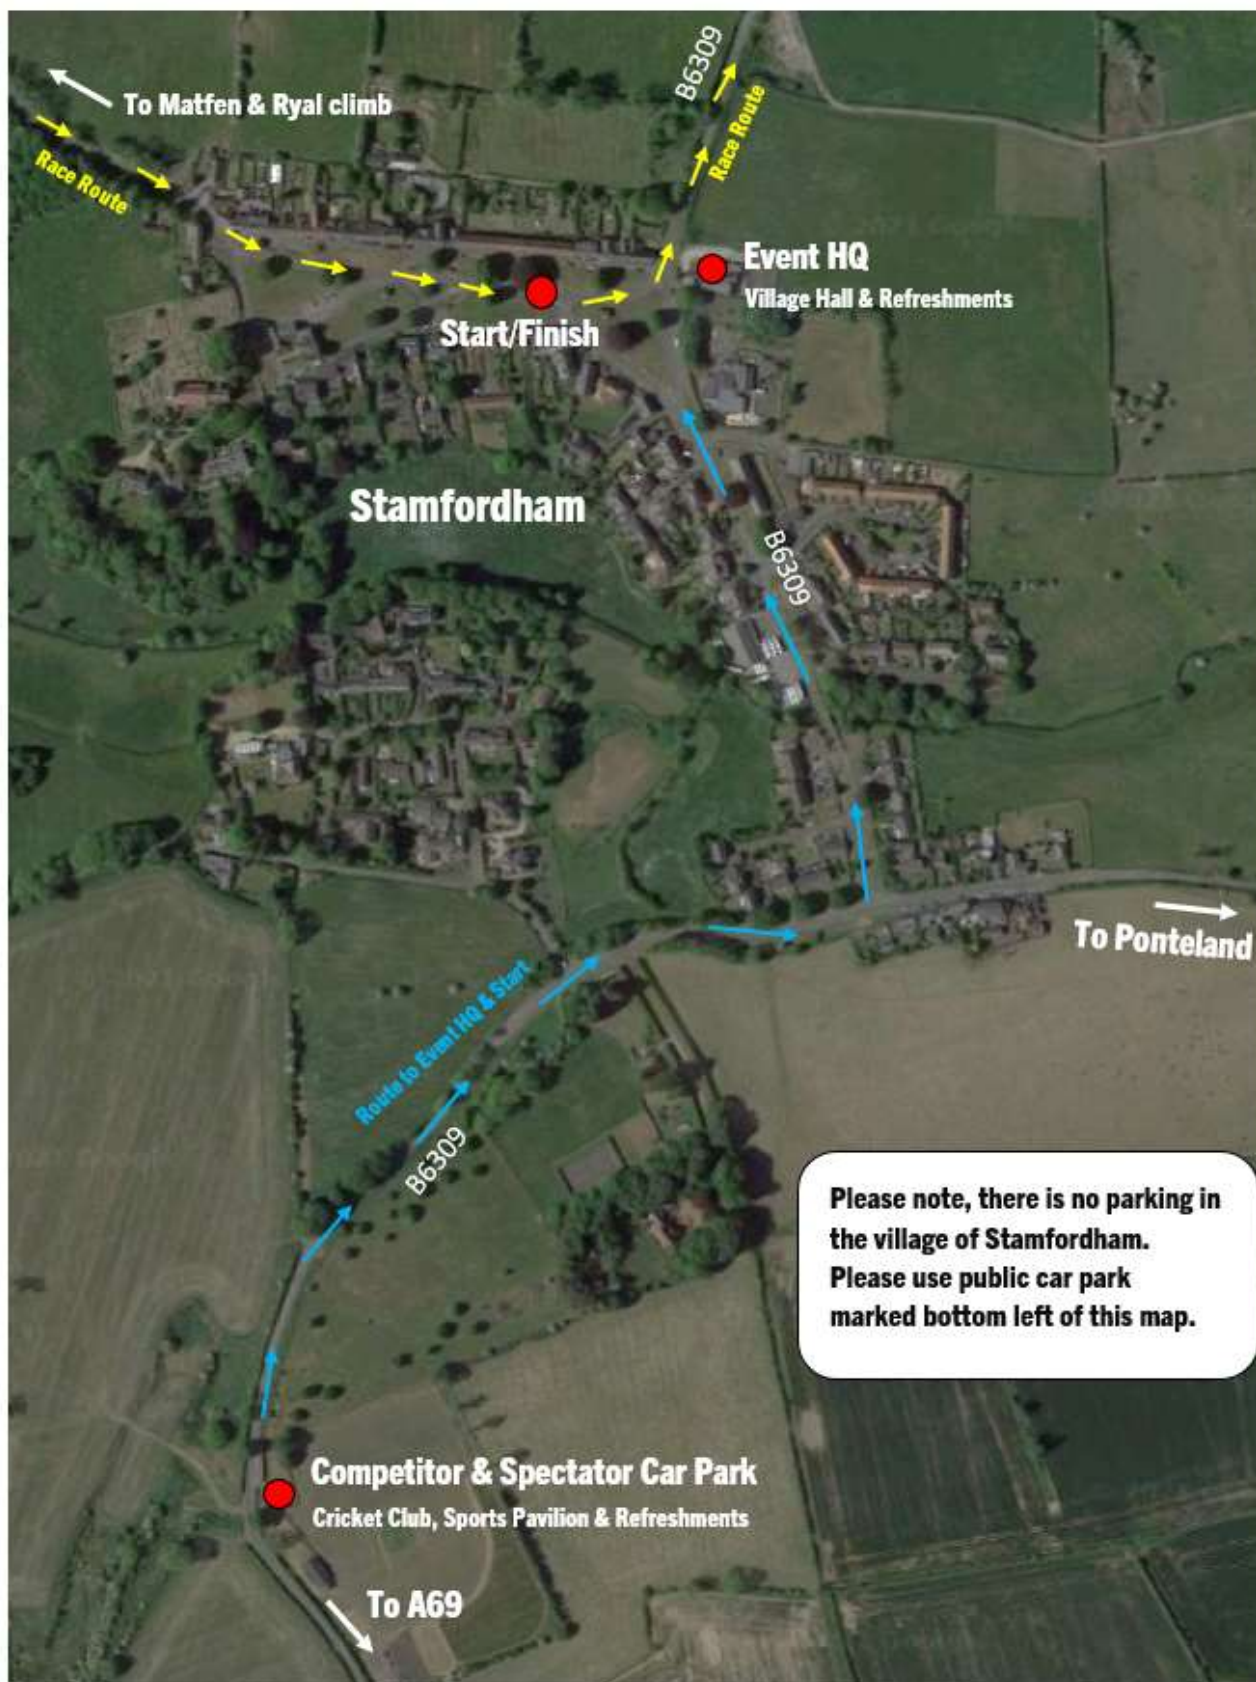 B6309
To Matfen & Ryal climb
Race Route
Race Route
Event HQ
Village Hall & Refreshments
Start/Finish
Stamfordham
B6309
To Ponteland
Route to Event HQ & Start
B6309
Please note, there is no parking in
the village of Stamfordham.
Please use public car park
marked bottom left of this map.
Competitor & Spectator Car Park
Cricket Club, Sports Pavilion & Refreshments
To A69